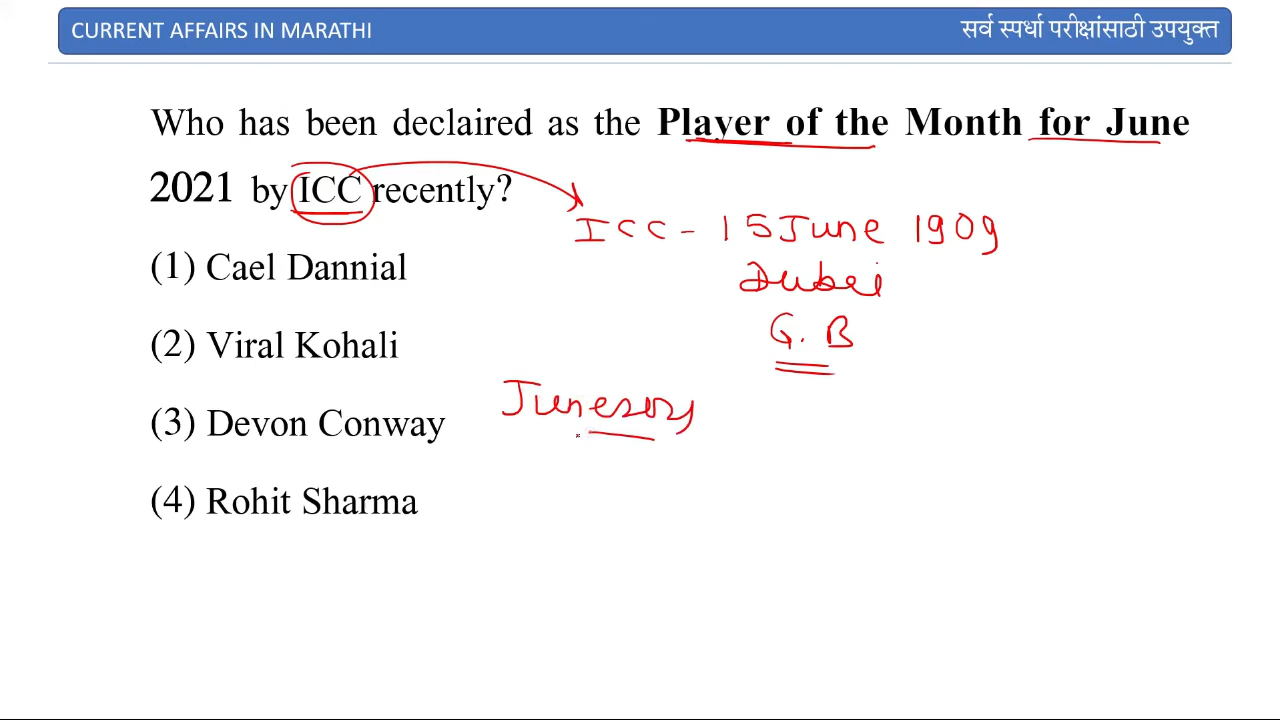 CURRENT AFFAIRS IN MARATHI
सर्व स्पर्धा परीक्षांसाठी उपयुक्त
Who has been declaired as the Player of the Month for June
2021 by ICC recently?
ICC - 15 June 1909
(1) Cael Dannial
Dubai
(2) Viral Kohali
G. B
June
(3) Devon Conway
(4) Rohit Sharma